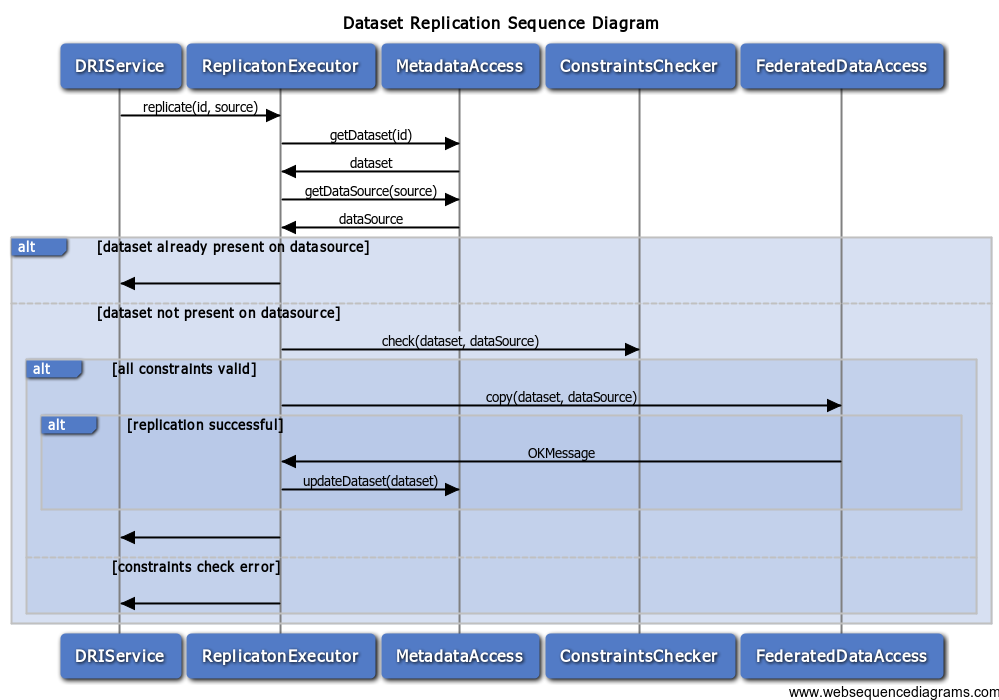 Dataset Replication Sequence Diagram
DRIService ReplicatonExecutor MetadataAccess ConstraintsChecker FederatedDataAccess
replicate(id, source)
getDataset(id)
dataset
getDataSource(source)
dataSource
alt [dataset already present on datasource]
[dataset not present on datasource]
check(dataset, dataSource)
alt [all constraints valid]
copy(dataset, dataSource)
alt [replication successful]
OKMessage
updateDataset(dataset)
[constraints check error]
DRIService ReplicatonExecutor MetadataAccess ConstraintsChecker FederatedDataAccess
www.websequencediagrams.com